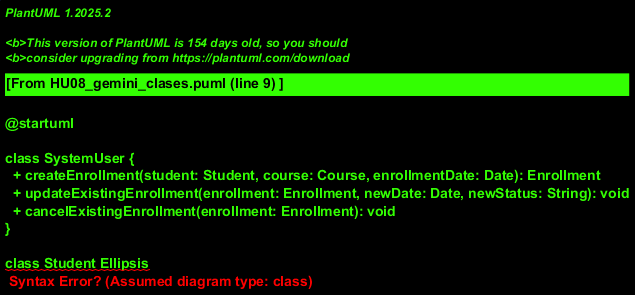 PlantUML 1.2025.2
<b>This version of PlantUML is 154 days old, so you should
<b>consider upgrading from https://plantuml.com/download
[From HU08_gemini_clases.puml (line 9) ]
@startuml
class SystemUser {
+ createEnrollment(student: Student, course: Course, enrollmentDate: Date): Enrollment
+ updateExistingEnrollment(enrollment: Enrollment, newDate: Date, newStatus: String): void
+ cancelExistingEnrollment(enrollment: Enrollment): void
}
class Student Ellipsis
Syntax Error? (Assumed diagram type: class)